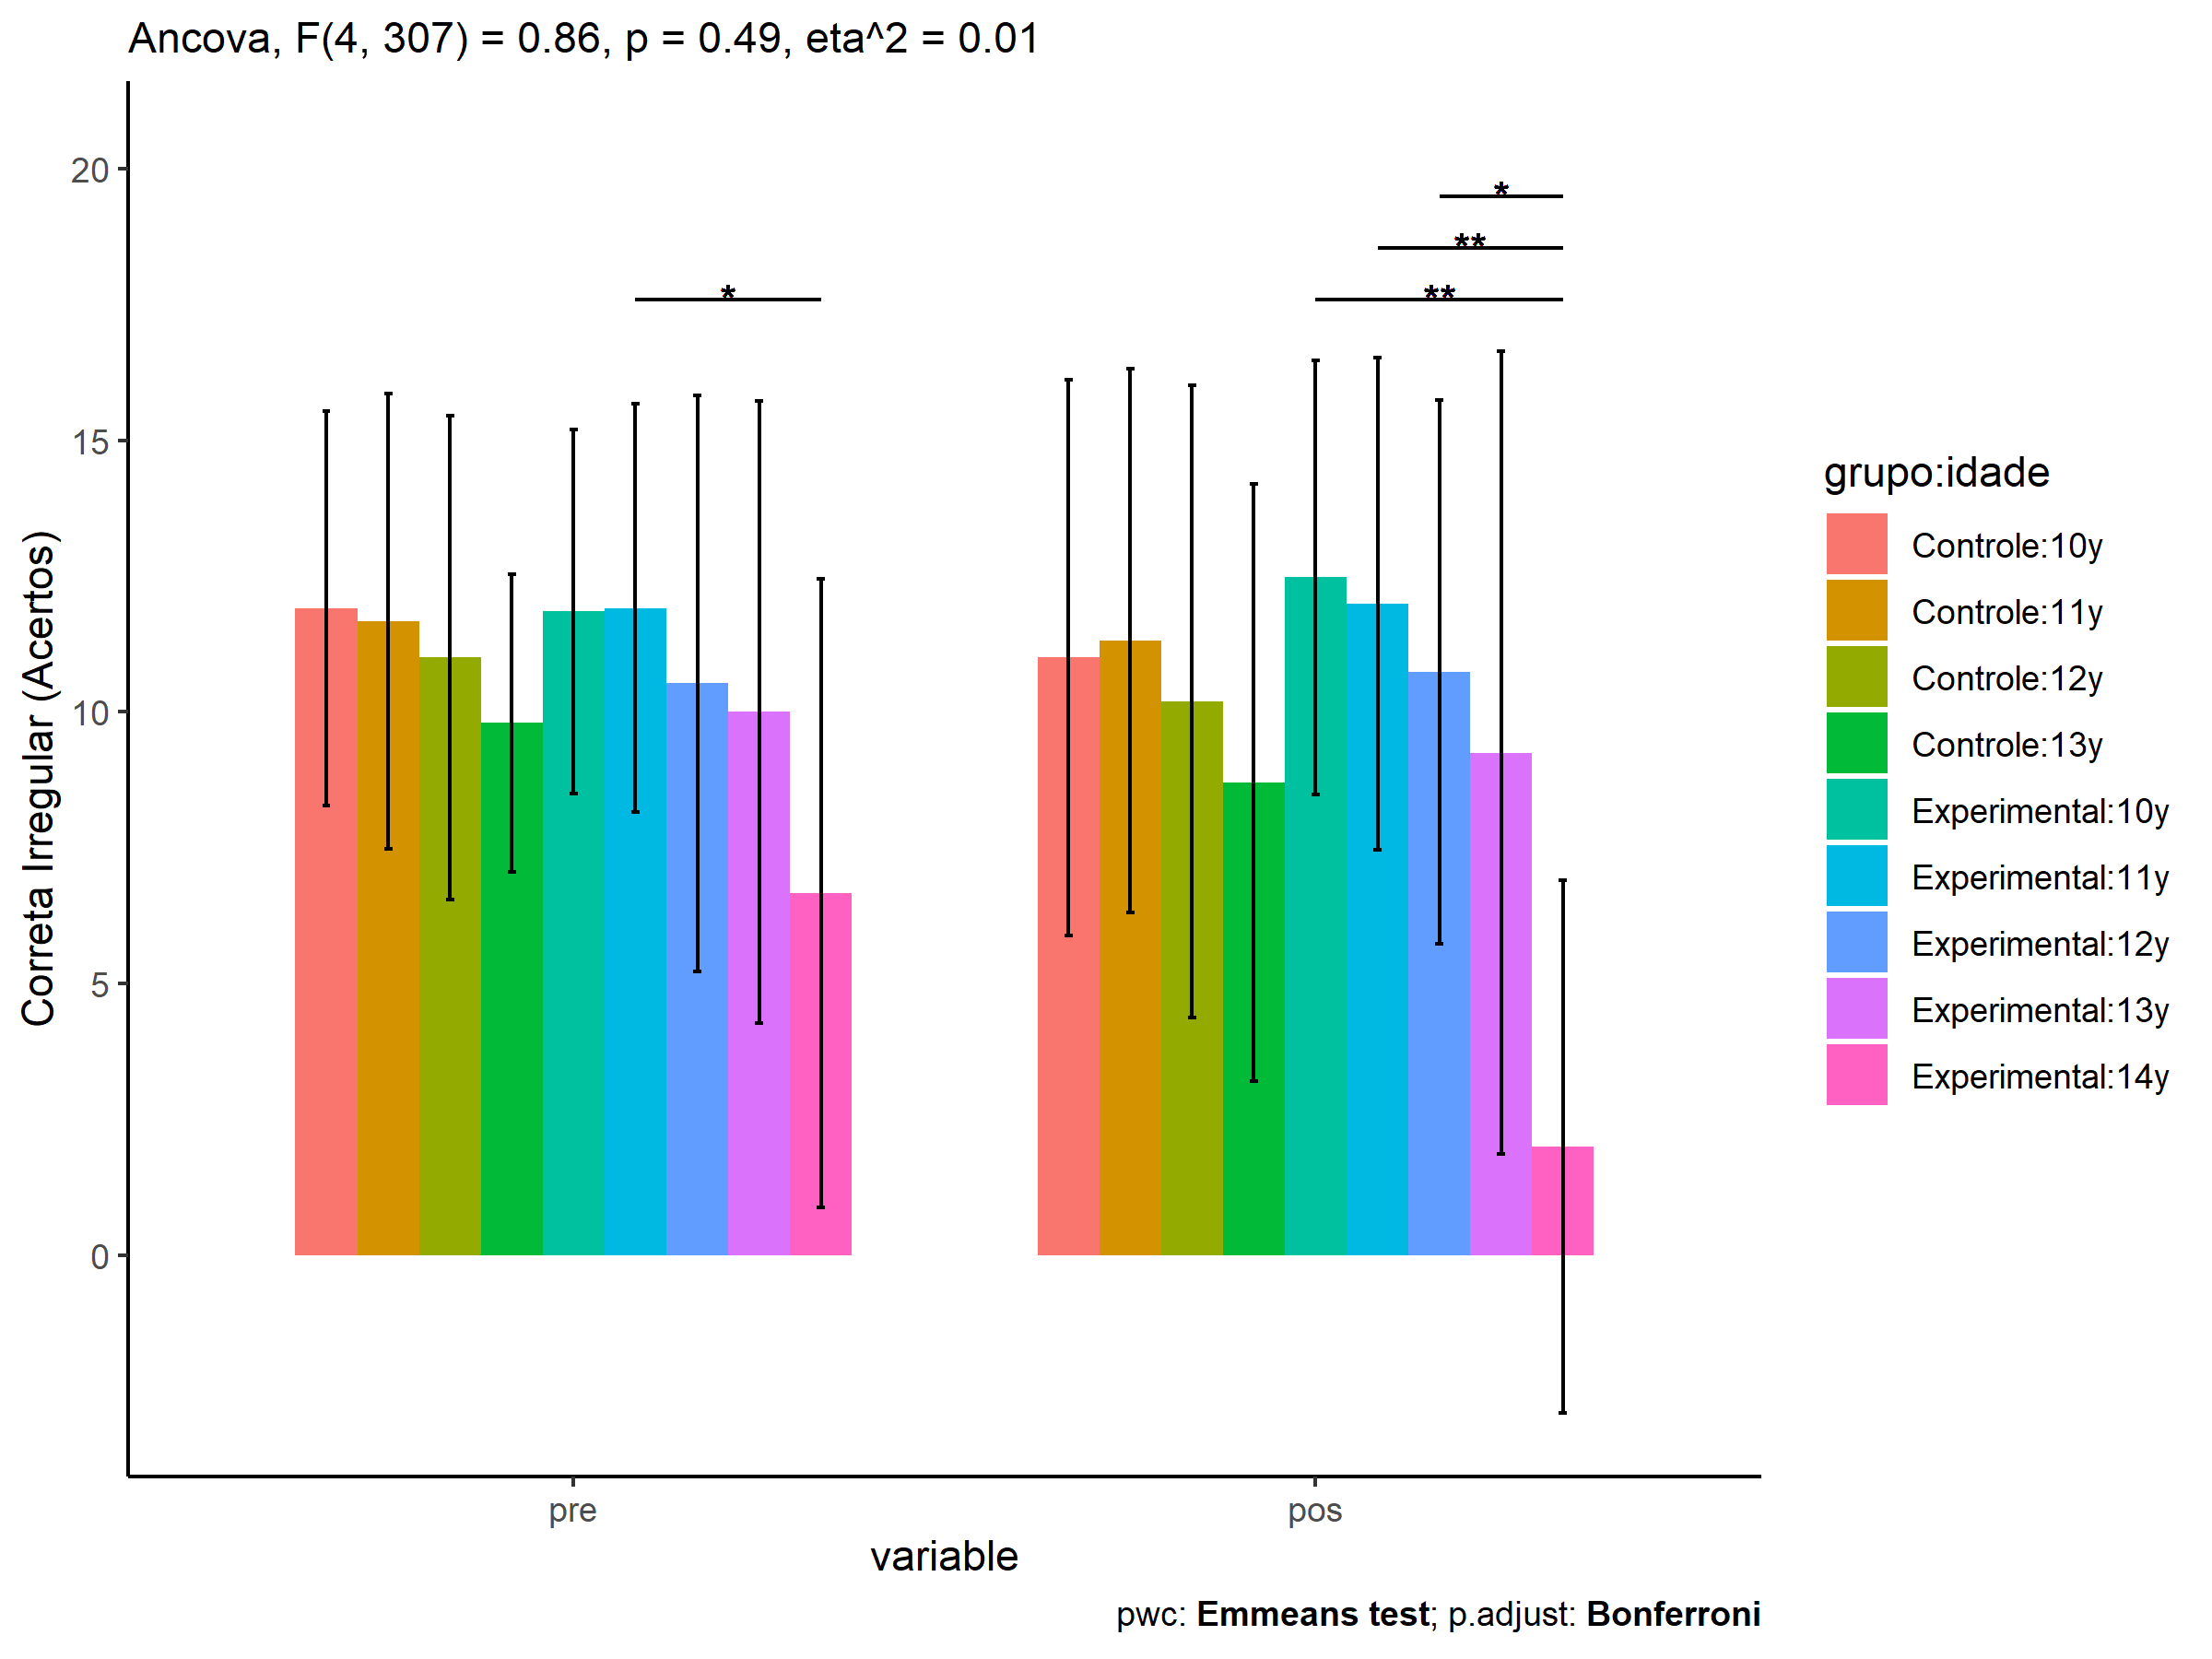 Ancova, F(4, 307) = 0.86, p = 0.49, eta^2 = 0.01
Correta Irregular (Acertos)
20
15
10
5
0
*
*
**
**
pre
pos
variable
grupo:idade
Controle:10y
Controle:11y
Controle:12y
Controle:13y
Experimental:10y
Experimental:11y
Experimental:12y
Experimental:13y
Experimental:14y
pwc: Emmeans test; p.adjust: Bonferroni